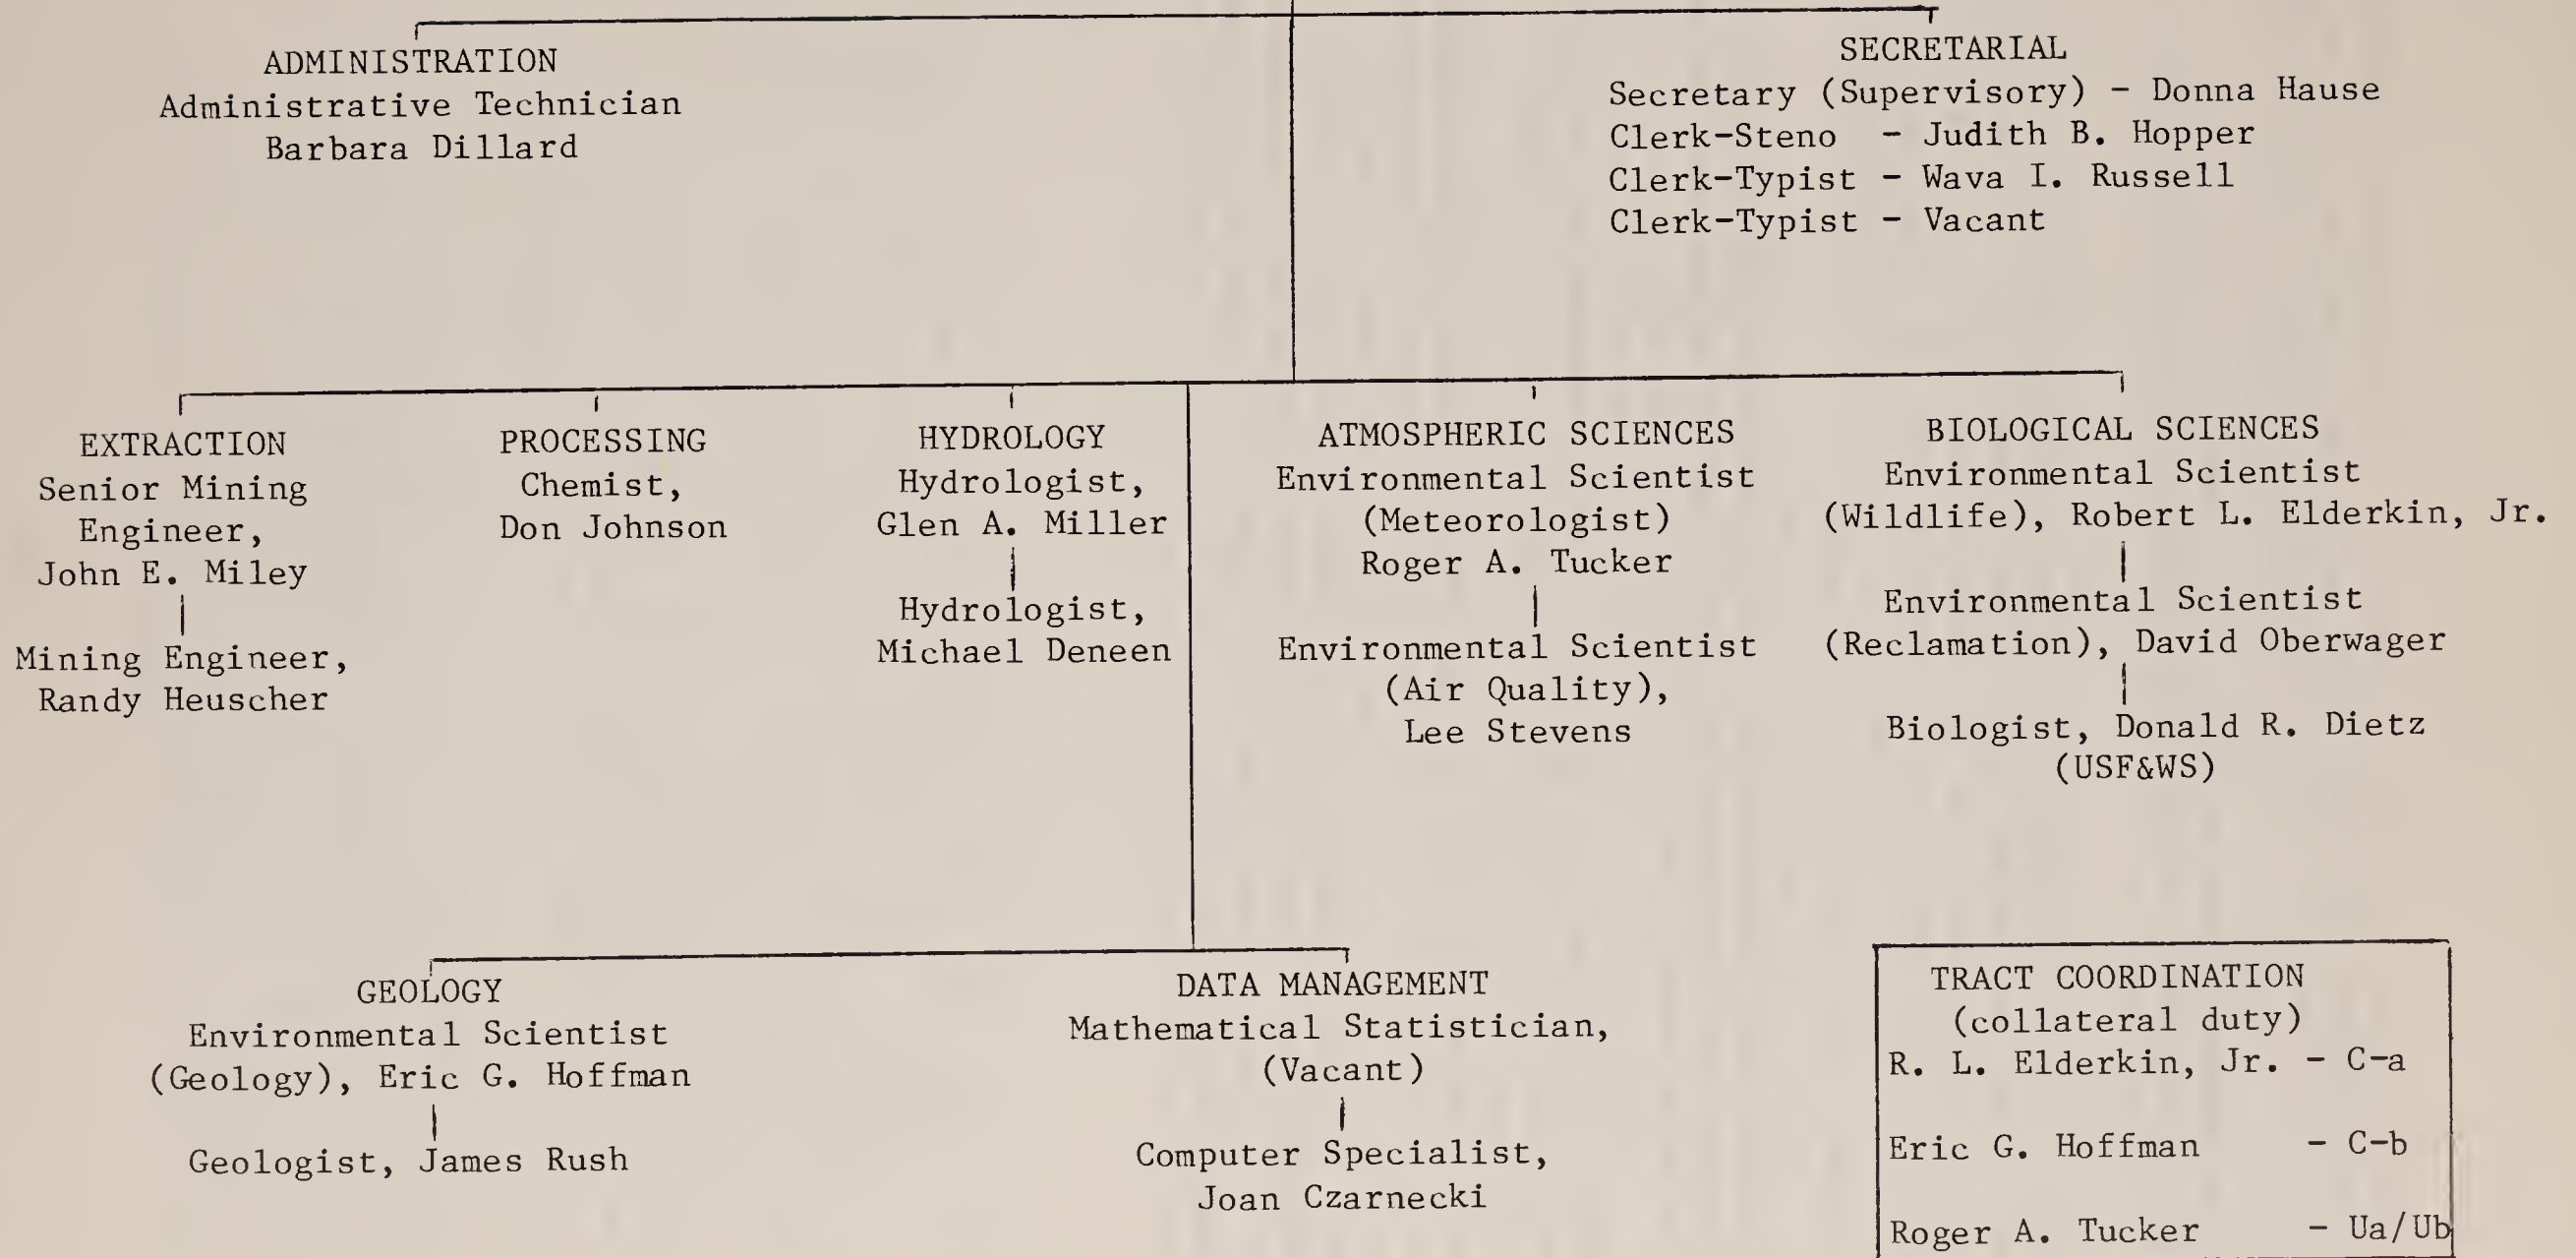 ADMINISTRATION
Administrative Technician
Barbara Dillard
SECRETARIAL
Secretary (Supervisory) - Donna Hause
Clerk-Steno - Judith B. Hopper
Clerk-Typist - Wava I. Russell
Clerk-Typist - Vacant
EXTRACTION
Senior Mining
Engineer,
John E. Miley
Mining Engineer,
Randy Heuscher
PROCESSING
Chemist,
Don Johnson
HYDROLOGY
Hydrologist,
Glen A. Miller
Hydrologist,
Michael Deneen
ATMOSPHERIC SCIENCES
Environmental Scientist
(Meteorologist)
Roger A. Tucker
Environmental Scientist
(Air Quality),
Lee Stevens
BIOLOGICAL SCIENCES
Environmental Scientist
(Wildlife), Robert L. Elderkin, Jr.
Environmental Scientist
(Reclamation), David Oberwager
Biologist, Donald R. Dietz
(USF&WS)
GEOLOGY
Environmental Scientist
(Geology), Eric G. Hoffman
Geologist, James Rush
DATA MANAGEMENT
Mathematical Statistician,
(Vacant)
Computer Specialist,
Joan Czarnecki
TRACT COORDINATION
(collateral duty)
R. L. Elderkin, Jr. - C-a
Eric G. Hoffman - C-b
Roger A. Tucker - Ua/Ub